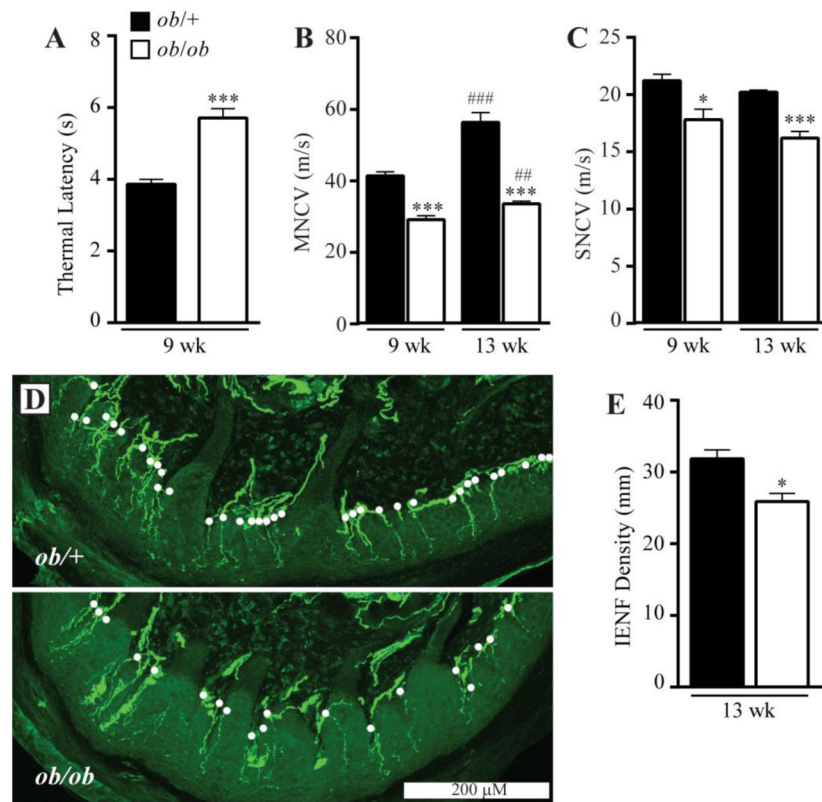 A
ob/+
ob/ob
Thermal Latency (s)
8
6
4
2
0
***
9 wk
B
MNCV (m/s)
80
60
40
20
0
***
###
##
***
9 wk
13 wk
C
SNCV (m/s)
25
20
15
10
5
0
*
***
9 wk
13 wk
D
ob/+
ob/ob
200 µM
E
IENF Density (mm)
40
30
20
10
0
*
13 wk